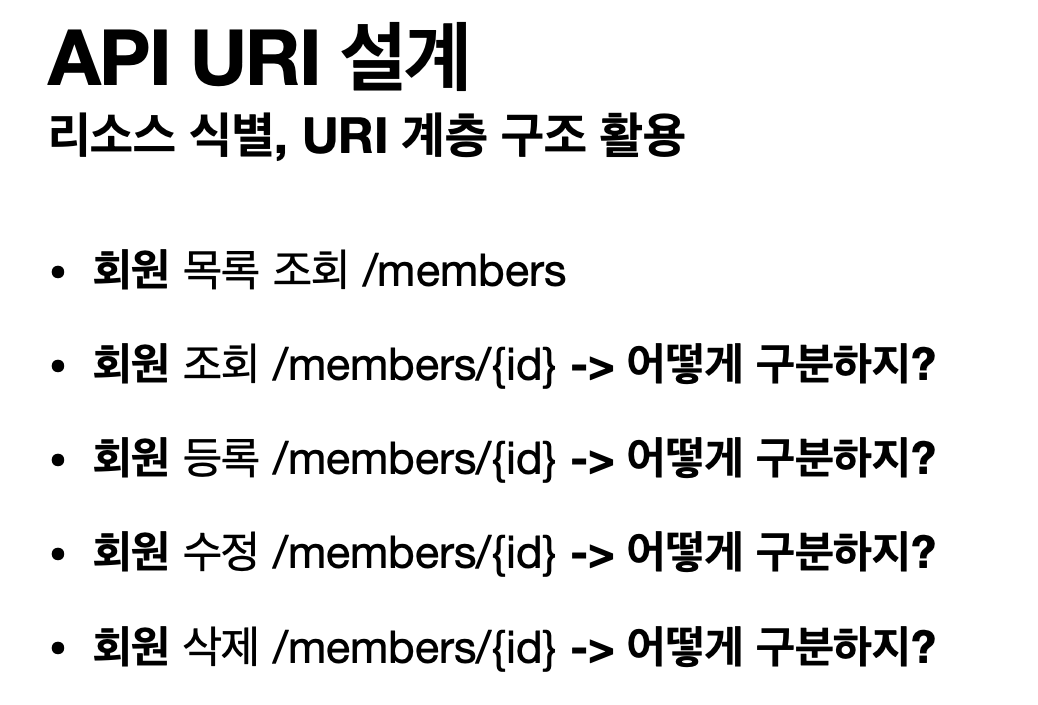 API URI 설계
리소스 식별, URI 계층 구조 활용
• 회원 목록 조회 /members
• 회원 조회 /members/{id} -> 어떻게 구분하지?
• 회원 등록 /members/{id} -> 어떻게 구분하지?
• 회원 수정 /members/{id} -> 어떻게 구분하지?
• 회원 삭제 /members/{id} -> 어떻게 구분하지?